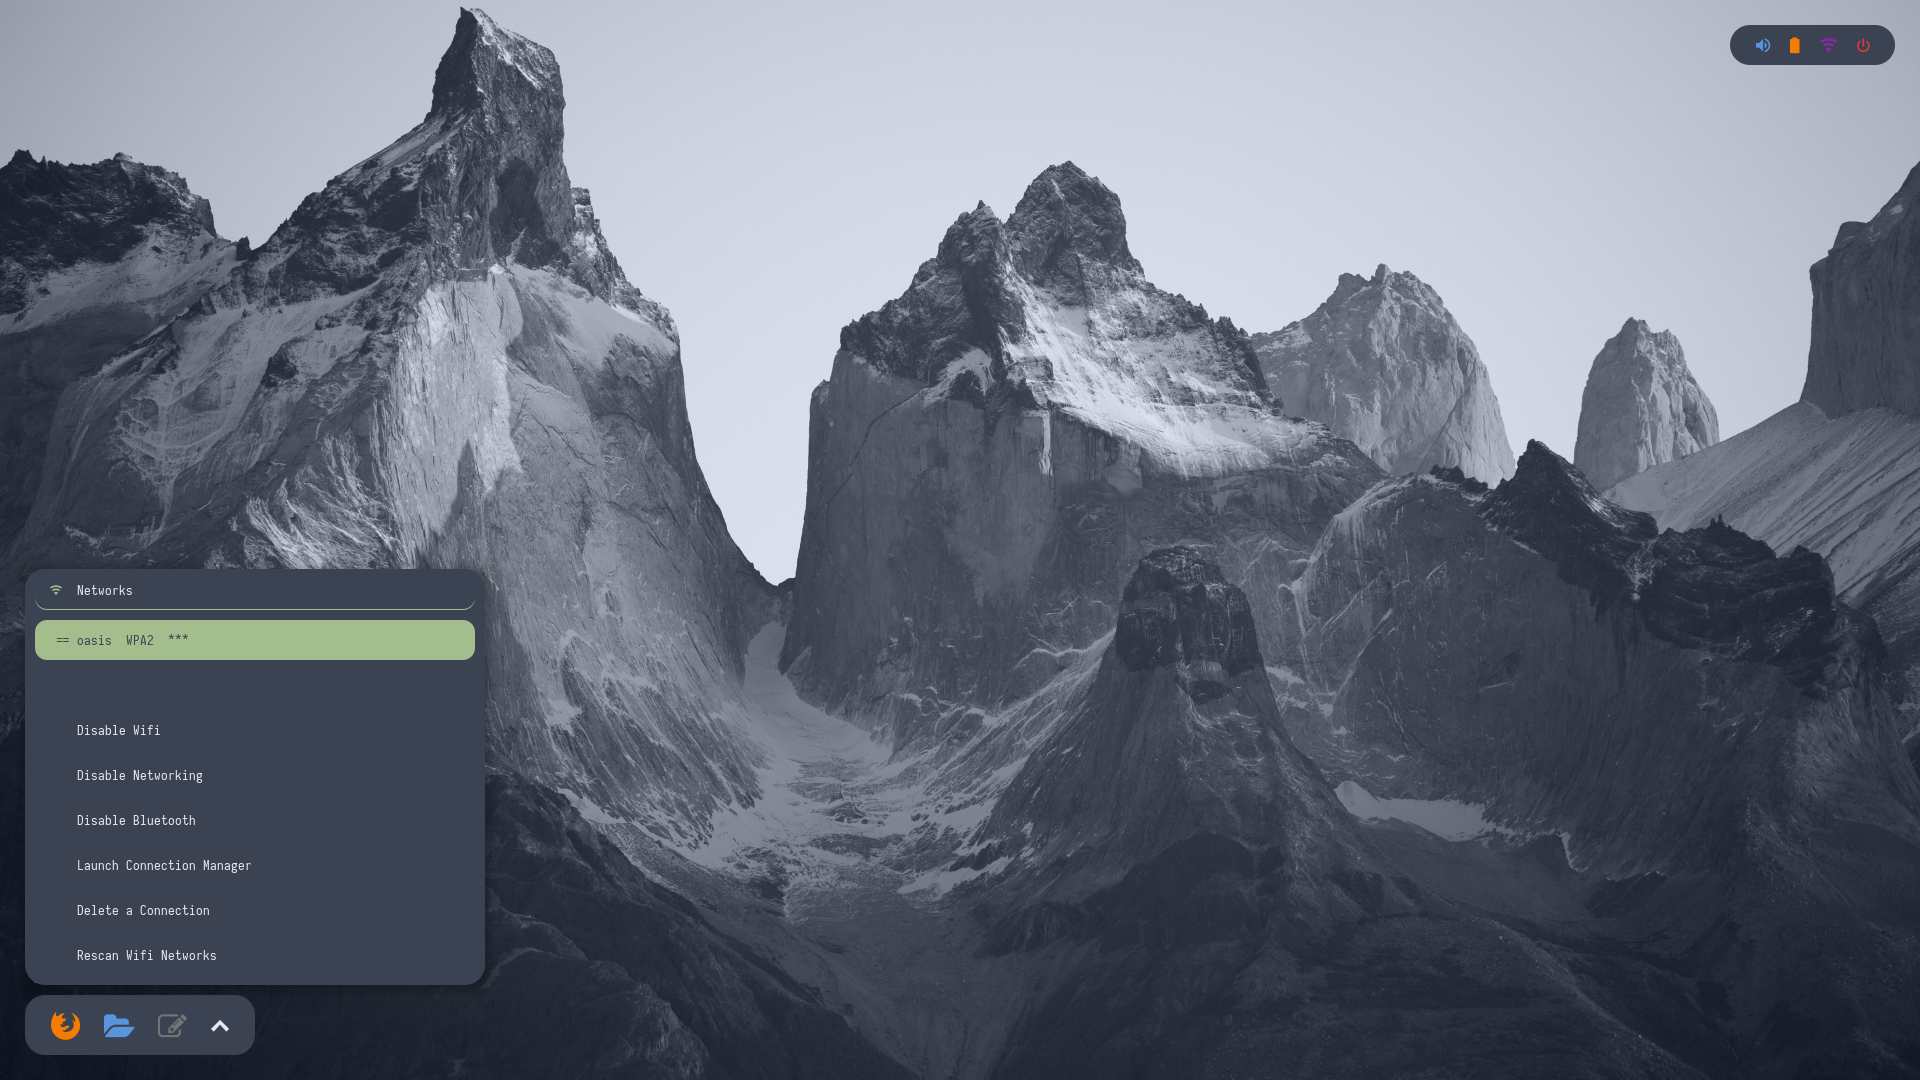 Networks
== oasis  WPA2  ***
Disable Wifi
Disable Networking
Disable Bluetooth
Launch Connection Manager
Delete a Connection
Rescan Wifi Networks